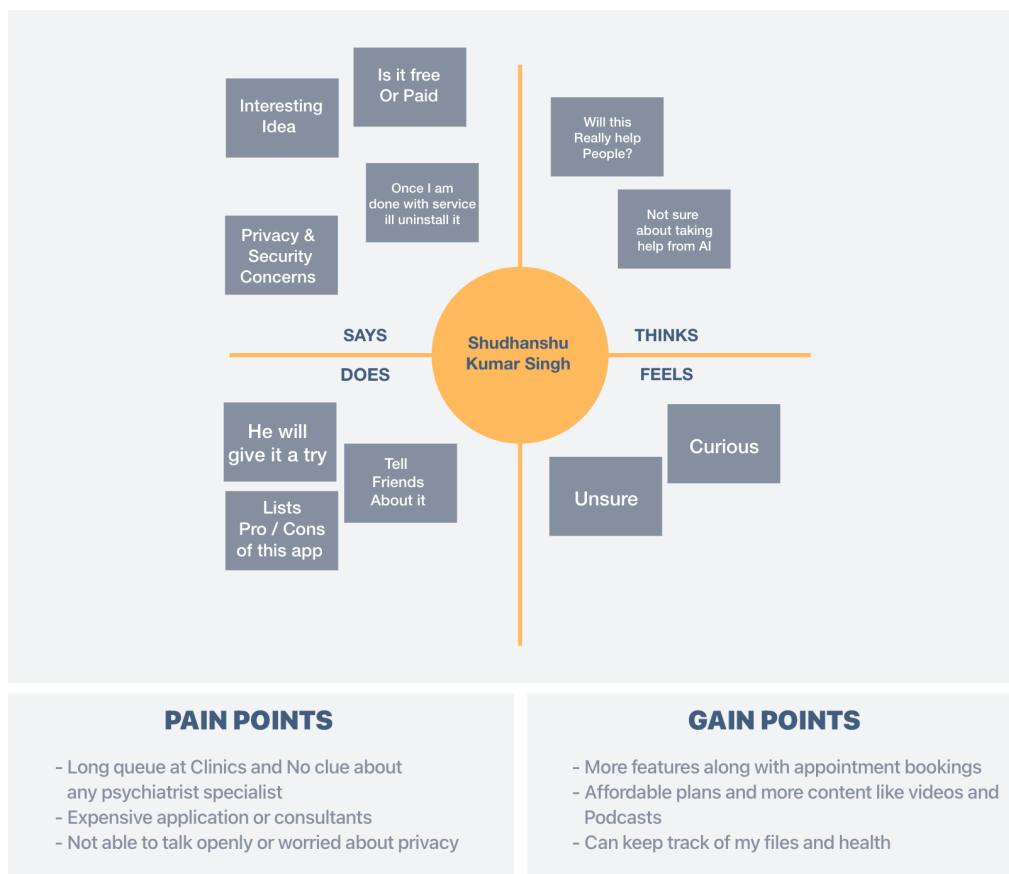 Interesting
Idea
Is it free
Or Paid
Once I am
done with service
ill uninstall it
Privacy &
Security
Concerns
Will this
Really help
People?
Not sure
about taking
help from AI
SAYS
THINKS
Shudhanshu
Kumar Singh
DOES
FEELS
He will
give it a try
Tell
Friends
About it
Lists
Pro / Cons
of this app
Curious
Unsure
PAIN POINTS
- Long queue at Clinics and No clue about
any psychiatrist specialist
- Expensive application or consultants
- Not able to talk openly or worried about privacy
GAIN POINTS
- More features along with appointment bookings
- Affordable plans and more content like videos and
Podcasts
- Can keep track of my files and health